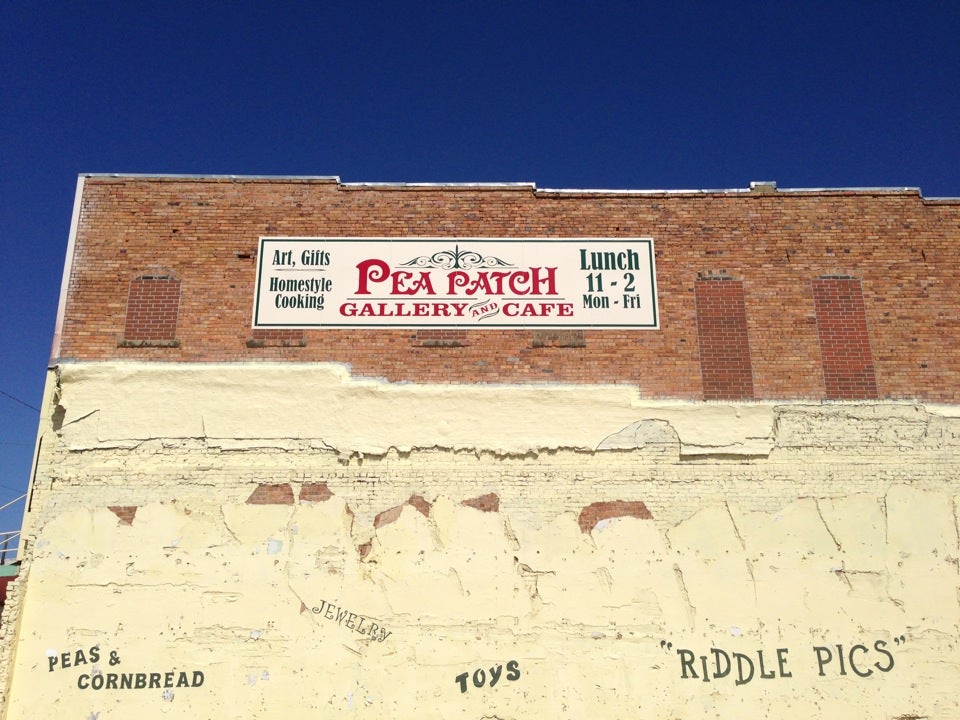 Art, Gifts
Homestyle
Cooking
PEA PATCH
GALLERY AND CAFE
Lunch
11 - 2
Mon - Fri
JEWELRY
PEAS &
CORNBREAD
TOYS
"RIDDLE PICS"